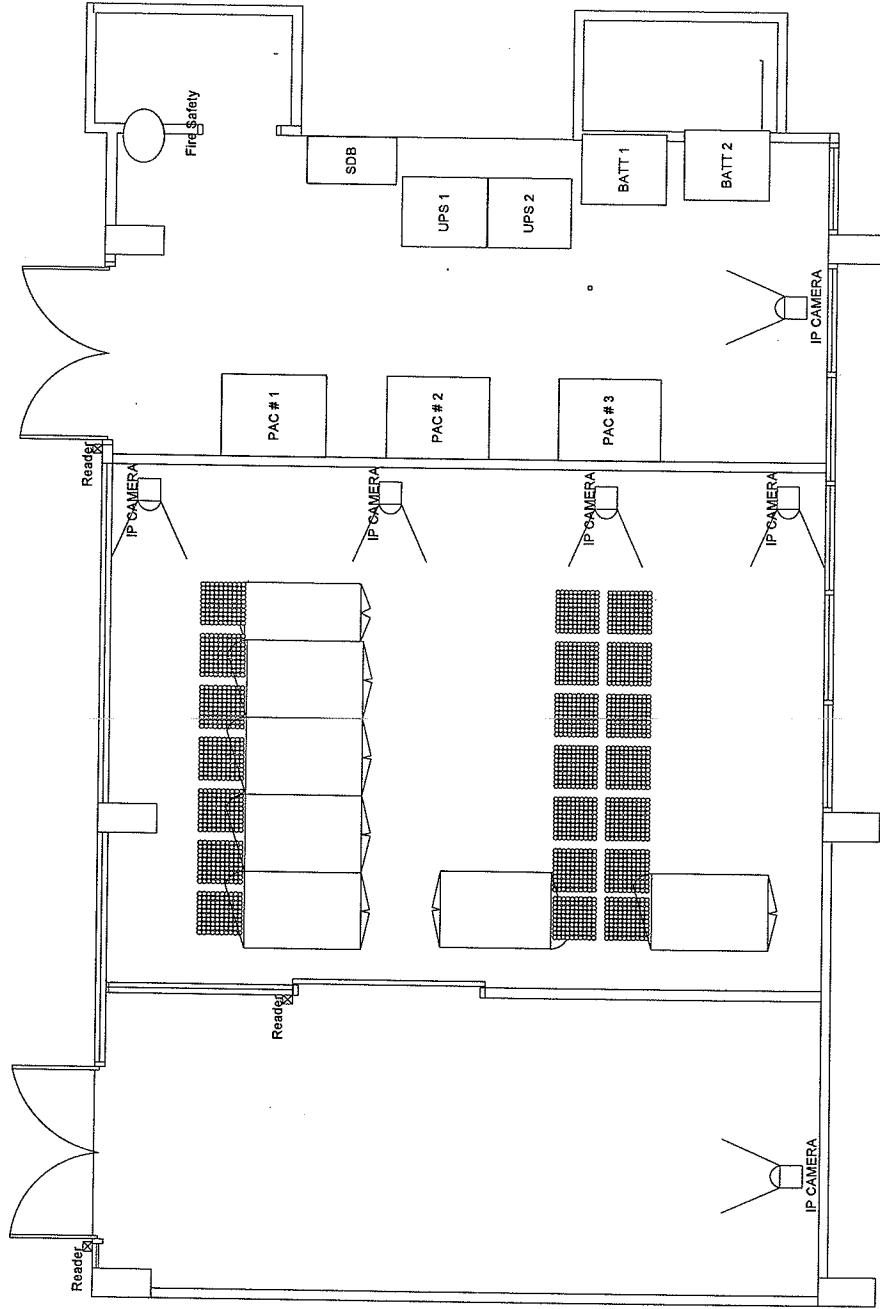 Fire Safety
SDB
UPS 1
UPS 2
BATT 1
BATT 2
IP CAMERA
PAC # 1
PAC # 2
PAC # 3
Reader
IP CAMERA
IP CAMERA
IP CAMERA
IP CAMERA
Reader
IP CAMERA
Reader